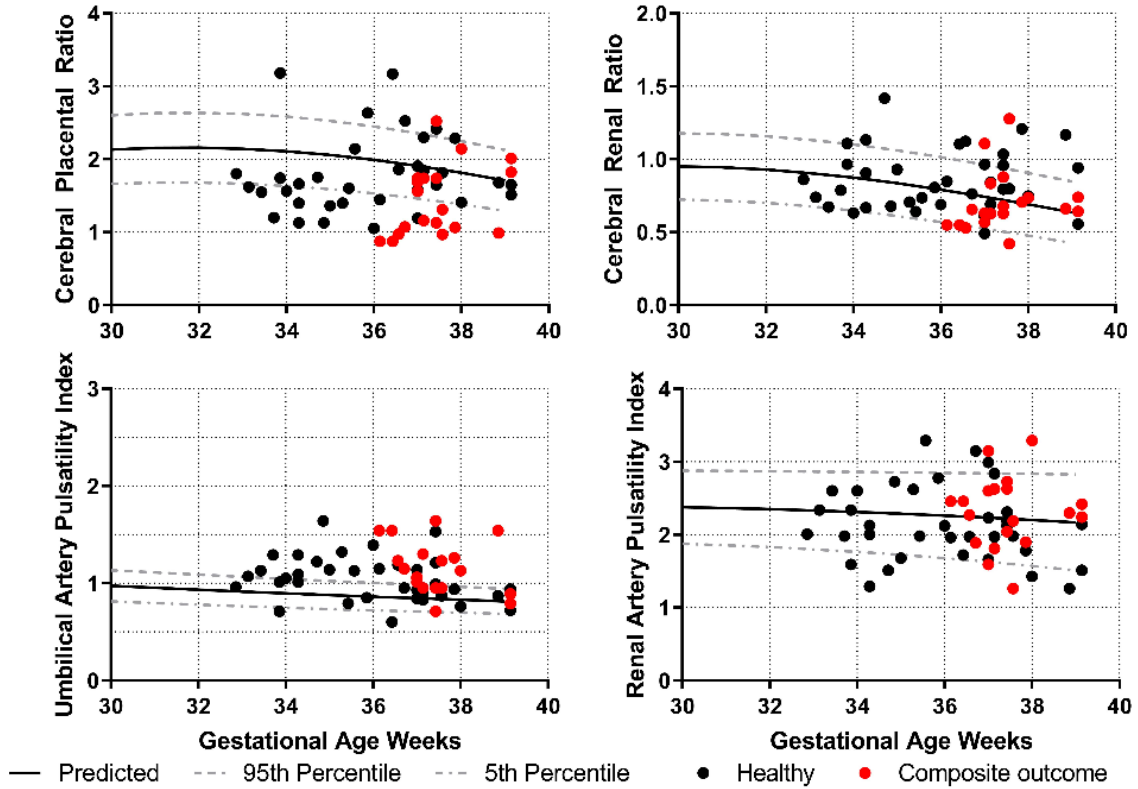 Cerebral Placental Ratio
4
3
2
1
0
30 32 34 36 38 40
Cerebral Renal Ratio
2.0
1.5
1.0
0.5
0.0
30 32 34 36 38 40
Umbilical Artery Pulsatility Index
3
2
1
0
30 32 34 36 38 40
Gestational Age Weeks
Renal Artery Pulsatility Index
4
3
2
1
0
30 32 34 36 38 40
Gestational Age Weeks
Predicted 95th Percentile 5th Percentile Healthy Composite outcome